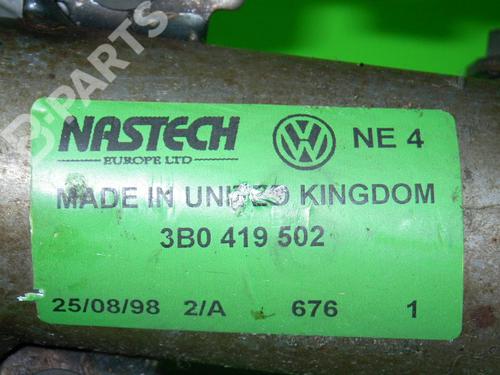 B-PARTS
NASTECH
EUROPE LTD
VW
NE 4
MADE IN UNITED KINGDOM
3B0 419 502
25/08/98 2/A 676 1